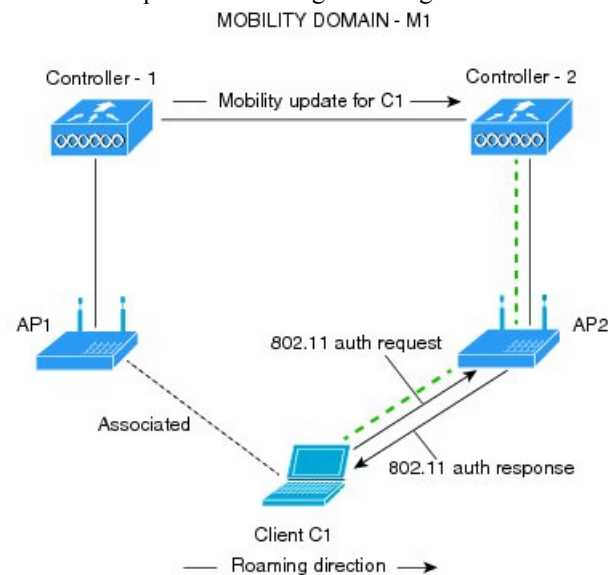 MOBILITY DOMAIN - M1
Controller - 1
Controller - 2
Mobility update for C1
AP1
AP2
802.11 auth request
Associated
802.11 auth response
Client C1
Roaming direction